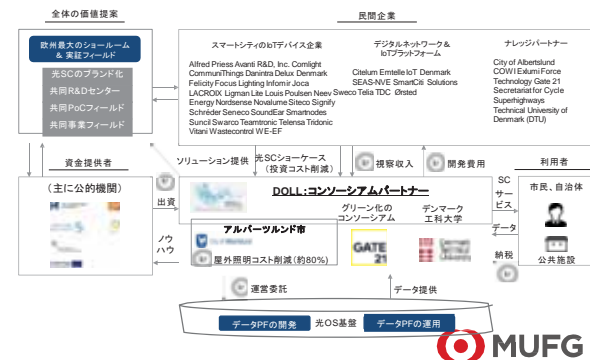 全体の価値提案
民間企業
欧州最大のショールーム
& 実証フィールド
光SCのブランド化
共同R&Dセンター
共同PoCフィールド
共同事業フィールド
スマートシティのIoTデバイス企業
Alfred Priess Avanti R&D, Inc. Comlight
CommuniThings Danintra Delux Denmark
Felicity Focus Lighting Infomir Joca
LACROIX Ligman Lite Louis Poulsen Neev
Energy Nordsense Novalume Siteco Signify
Schréder Seneco SoundEar Smartnodes
Suncil Swarco Teamtronic Telensa Tridonic
Vitani Wastecontrol WE-EF
デジタルネットワーク&
IoTプラットフォーム
Citelum Emtelle IoT Denmark
SEAS-NVE SmartCiti Solutions
Sweco Telia TDC Ørsted
ナレッジパートナー
City of Albertslund
COWI Exlumi Force
Technology Gate 21
Secretariat for Cycle
Superhighways
Technical University of
Denmark (DTU)
資金提供者
ソリューション提供
光SCショーケース
(投資コスト削減)
視察収入
開発費用
利用者
(主に公的機関)
出資
ノウ
ハウ
DOLL:コンソーシアムパートナー
アルバーツルンド市
屋外照明コスト削減(約80%)
グリーン化の
コンソーシアム
GATE
21
デンマーク
工科大学
SC
サー
ビス
データ
納税
市民、自治体
公共施設
運営委託
データ提供
データPFの開発
光OS基盤
データPFの運用
MUFG